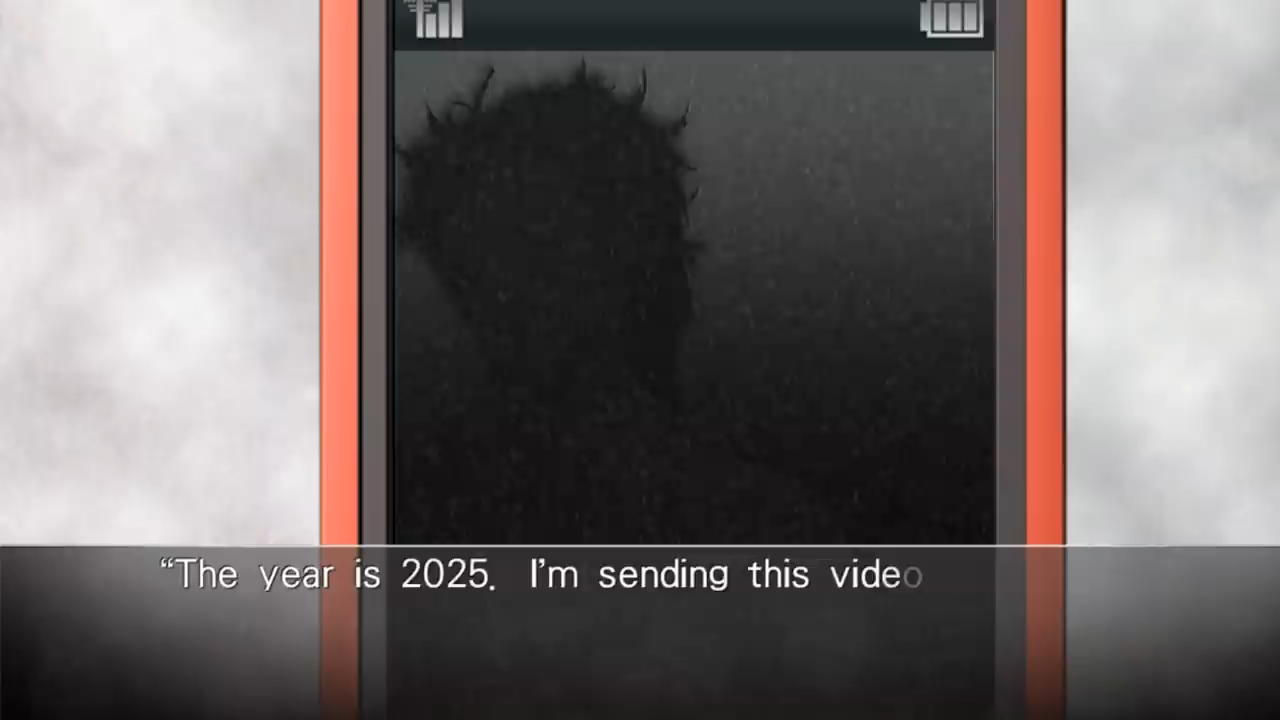 “The year is 2025. I'm sending this video